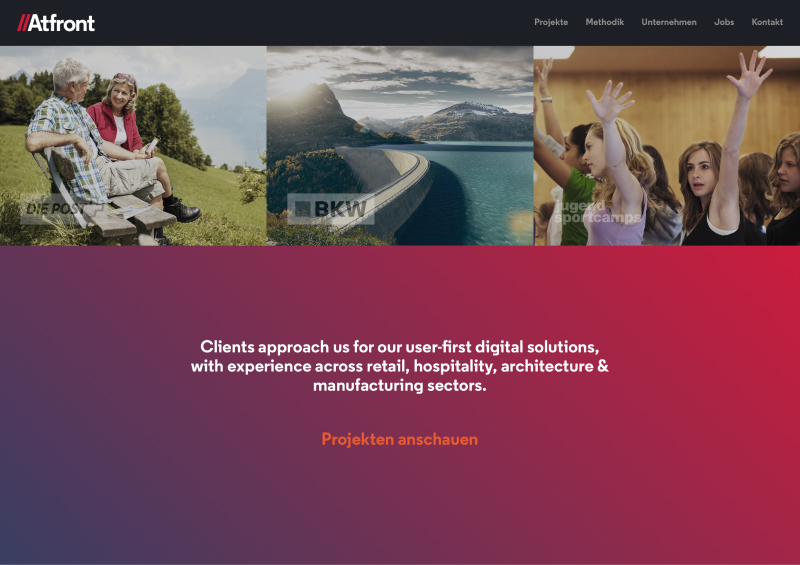 //Atfront
Projekte Methodik Unternehmen Jobs Kontakt
DIE POST
BKW
jugend
sportcamps
Clients approach us for our user-first digital solutions,
with experience across retail, hospitality, architecture &
manufacturing sectors.
Projekten anschauen